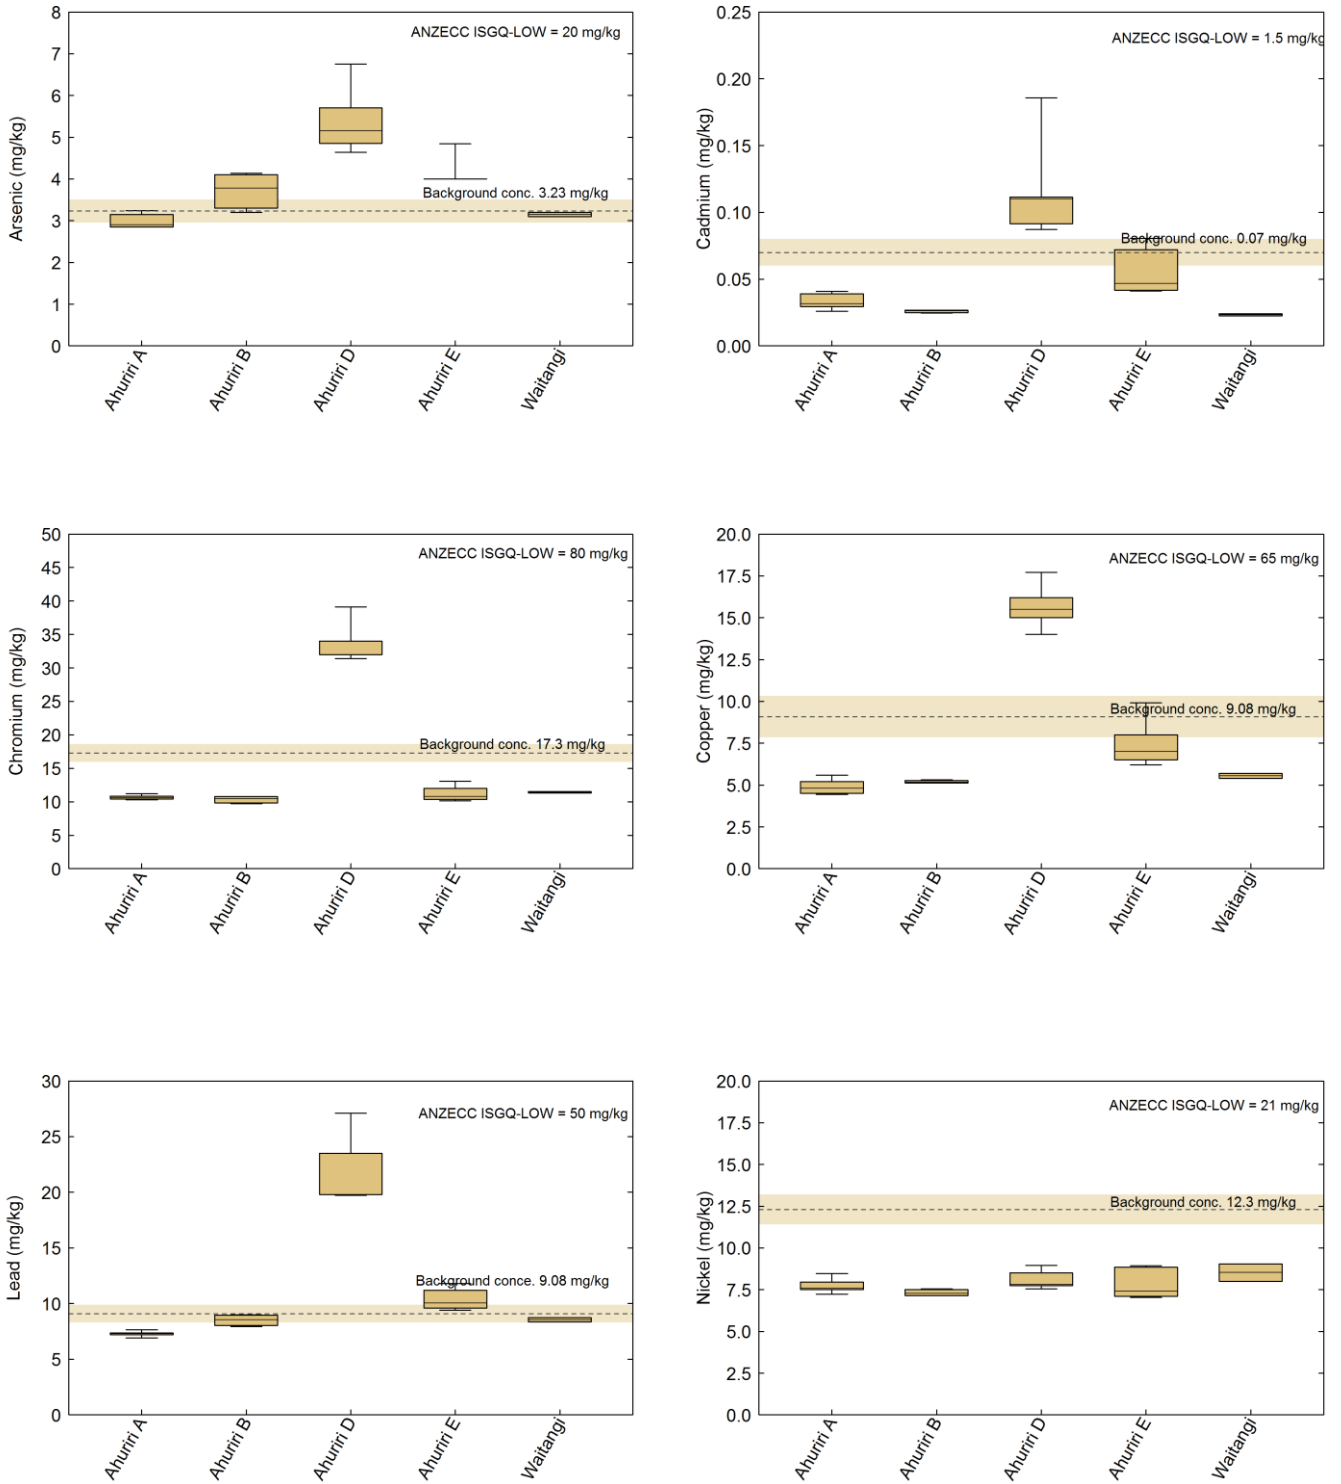 ANZECC ISGQ-LOW = 20 mg/kg
8
7
6
5
4
3
2
1
0
Arsenic (mg/kg)
Background conc. 3.23 mg/kg
Ahuriri A
Ahuriri B
Ahuriri D
Ahuriri E
Waitangi
ANZECC ISGQ-LOW = 1.5 mg/kg
0.25
0.20
0.15
0.10
0.05
0.00
Cadmium (mg/kg)
Background conc. 0.07 mg/kg
Ahuriri A
Ahuriri B
Ahuriri D
Ahuriri E
Waitangi
ANZECC ISGQ-LOW = 80 mg/kg
50
45
40
35
30
25
20
15
10
5
0
Chromium (mg/kg)
Background conc. 17.3 mg/kg
Ahuriri A
Ahuriri B
Ahuriri D
Ahuriri E
Waitangi
ANZECC ISGQ-LOW = 65 mg/kg
20.0
17.5
15.0
12.5
10.0
7.5
5.0
2.5
0.0
Copper (mg/kg)
Background conc. 9.08 mg/kg
Ahuriri A
Ahuriri B
Ahuriri D
Ahuriri E
Waitangi
ANZECC ISGQ-LOW = 50 mg/kg
30
25
20
15
10
5
0
Lead (mg/kg)
Background conce. 9.08 mg/kg
Ahuriri A
Ahuriri B
Ahuriri D
Ahuriri E
Waitangi
ANZECC ISGQ-LOW = 21 mg/kg
20.0
17.5
15.0
12.5
10.0
7.5
5.0
2.5
0.0
Nickel (mg/kg)
Background conc. 12.3 mg/kg
Ahuriri A
Ahuriri B
Ahuriri D
Ahuriri E
Waitangi